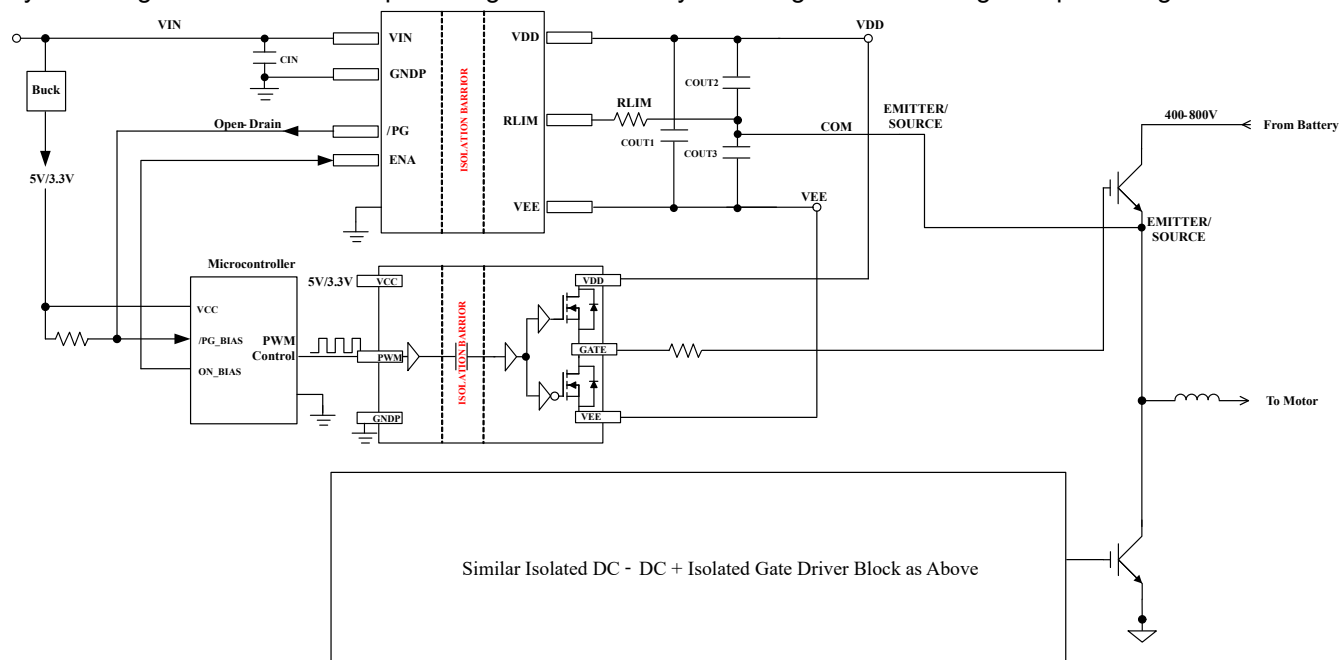 VIN
VDD
VIN
VDD
CIN
GNDP
COUT2
Buck
ISOLATION BARRIER
RLIM
EMITTER/
SOURCE
400-800V
From Battery
Open-Drain
/PG
RLIM
COM
COUT1
COUT3
ENA
5V/3.3V
VEE
VEE
EMITTER/
SOURCE
Microcontroller
5V/3.3V
VCC
VDD
ISOLATION BARRIER
VCC
/PG_BIAS
PWM
Control
ON_BIAS
PWM
GATE
GNDP
VEE
To Motor
Similar Isolated DC - DC + Isolated Gate Driver Block as Above